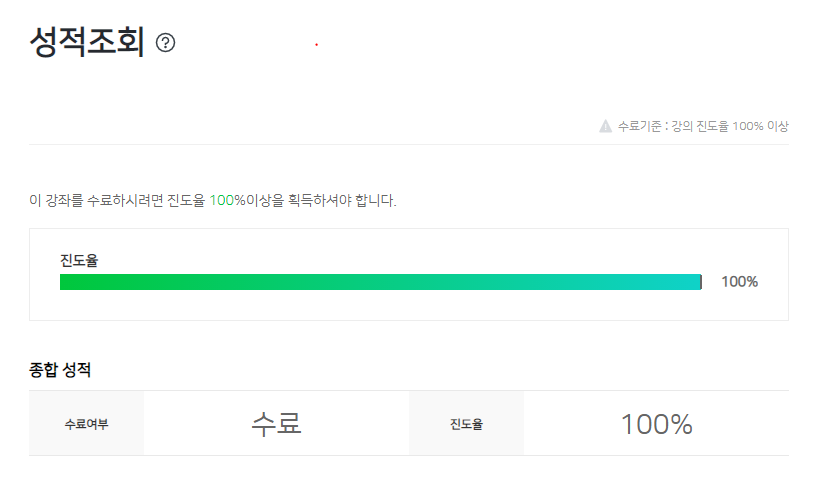 성적조회 ?
수료기준 : 강의 진도율 100% 이상
이 강좌를 수료하시려면 진도율 100%이상을 획득하셔야 합니다.
진도율
100%
종합 성적
수료여부 수료 진도율 100%